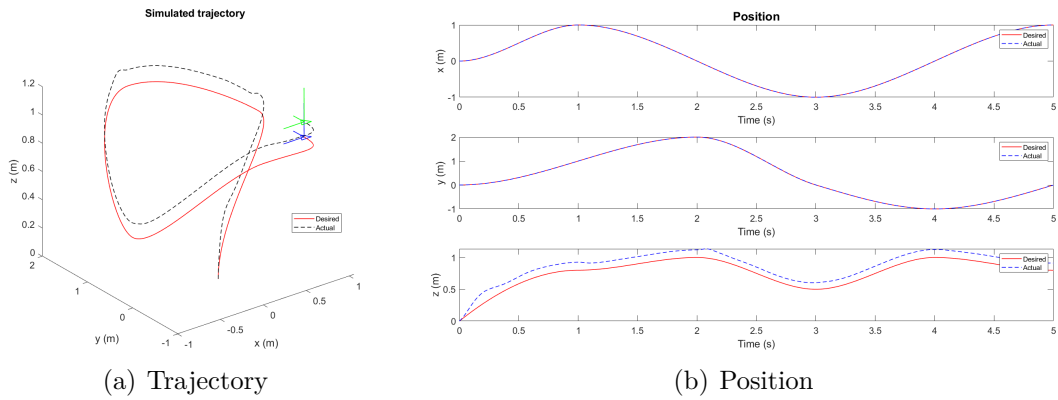 Simulated trajectory
1.2
1
0.8
0.6
0.4
0.2
0
z (m)
2
1
0
-1
y (m)
-1
-0.5
0
0.5
1
x (m)
Desired
Actual
(a) Trajectory
Position
1
0
-1
x (m)
0 0.5 1 1.5 2 2.5 3 3.5 4 4.5 5
Time (s)
Desired
Actual
2
1
0
-1
y (m)
0 0.5 1 1.5 2 2.5 3 3.5 4 4.5 5
Time (s)
Desired
Actual
1
0.5
0
z (m)
0 0.5 1 1.5 2 2.5 3 3.5 4 4.5 5
Time (s)
Desired
Actual
(b) Position